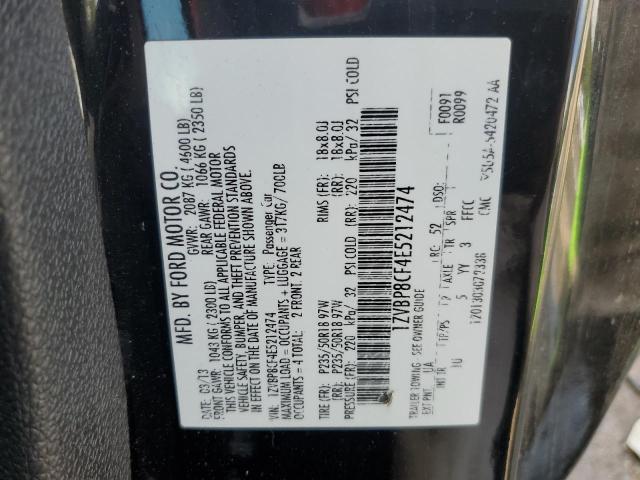 MFD. BY FORD MOTOR CO.
DATE: 03/13 GVWR: 2087 KG ( 4600 LB)
FRONT GAWR: 1043 KG ( 2300 LB) REAR GAWR: 1066 KG ( 2350 LB)
THIS VEHICLE CONFORMS TO ALL APPLICABLE FEDERAL MOTOR
VEHICLE SAFETY, BUMPER, AND THEFT PREVENTION STANDARDS
IN EFFECT ON THE DATE OF MANUFACTURE SHOWN ABOVE.
VIN: 1ZVBP8CF4E5212474 TYPE: Passenger Car
MAXIMUM LOAD = OCCUPANTS + LUGGAGE = 317KG/ 700LB
OCCUPANTS = 4 TOTAL: 2 FRONT, 2 REAR
TIRE (FR): P235/50R18 97W RIMS (FR): 18x8.0J
(RR): P235/50R18 97W (RR): 18x8.0J
PSI (FR): 220 kPa/ 32 PSI COLD (RR): 220 kPa/ 32 PSI COLD
1ZVBP8CF4E5212474
TRAILER TOWING: SEE OWNER GUIDE
F0091
R0099
EXT PNT: UA RC: 52 DSO:
INT TR TP/PS 12 AXLE TR SPR
5 YY 3 FFCC
CMC